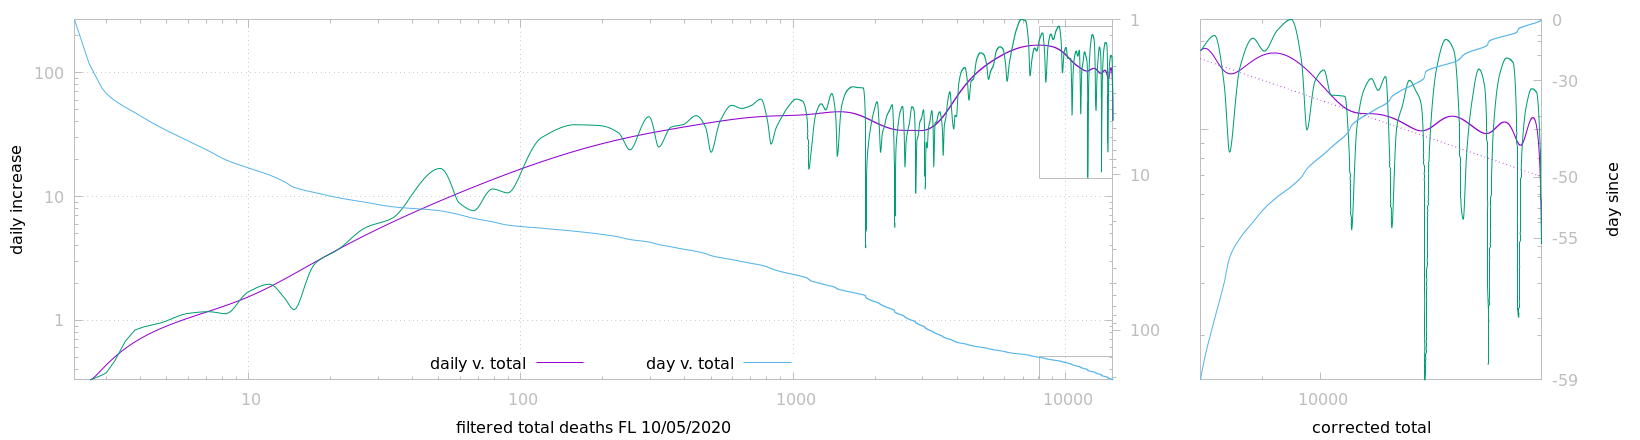 daily increase
100
10
1
10
100
1000
10000
1
10
100
daily v. total
day v. total
filtered total deaths FL 10/05/2020
0
-30
-50
-55
-59
day since
10000
corrected total